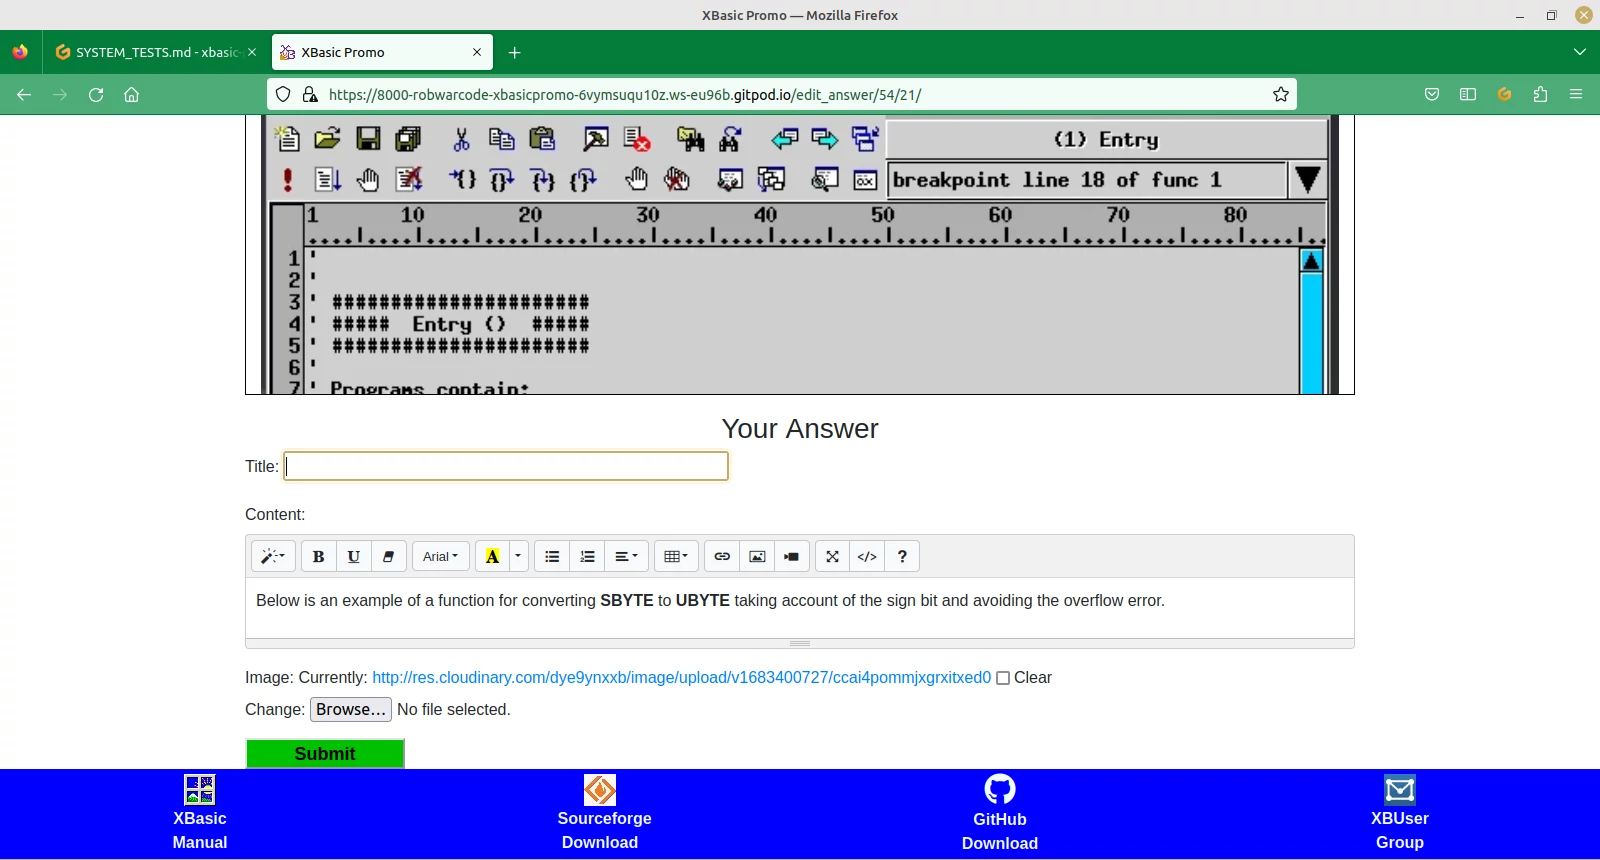 XBasic Promo — Mozilla Firefox
SYSTEM_TESTS.md - xbasic-
XBasic Promo
https://8000-robwarcode-xbasicpromo-6vymsuqu10z.ws-eu96b.gitpod.io/edit_answer/54/21/
(1) Entry
breakpoint line 18 of func 1
1 10 20 30 40 50 60 70 80
1 '
2 '
3 ' ######################
4 ' ##### Entry () #####
5 ' ######################
6 '
7 ' Programs contain:
Your Answer
Title:
Content:
B U Arial A </> ?
Below is an example of a function for converting SBYTE to UBYTE taking account of the sign bit and avoiding the overflow error.
Image: Currently: http://res.cloudinary.com/dye9ynxxb/image/upload/v1683400727/ccai4pommjxgrxitxed0 Clear
Change: Browse... No file selected.
Submit
XBasic
Manual
Sourceforge
Download
GitHub
Download
XBUser
Group